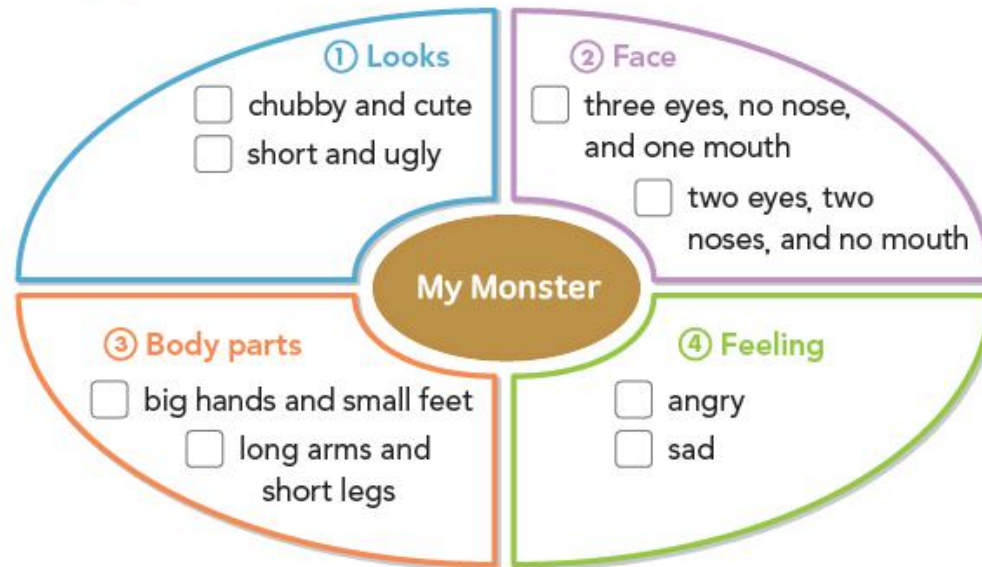 ① Looks
chubby and cute
short and ugly
② Face
three eyes, no nose,
and one mouth
two eyes, two
noses, and no mouth
My Monster
③ Body parts
big hands and small feet
long arms and
short legs
④ Feeling
angry
sad